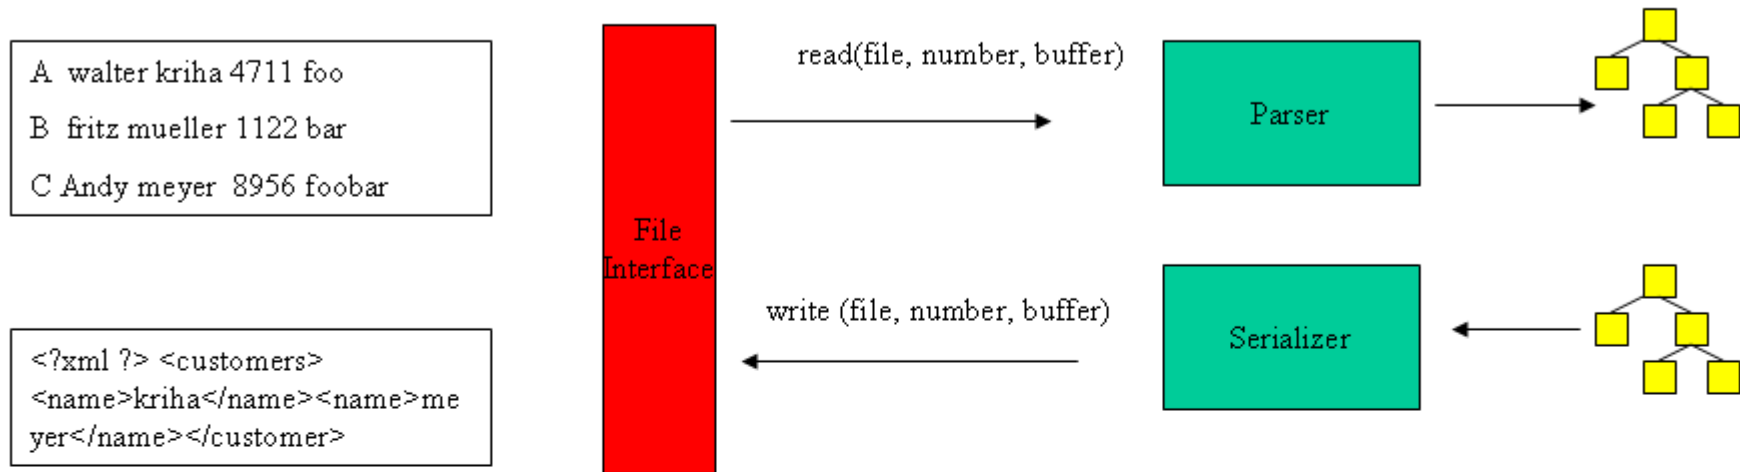 A  walter kriha 4711 foo
B  fritz mueller 1122 bar
C Andy meyer  8956 foobar
<?xml ?> <customers>
<name>kriha</name><name>me
yer</name></customer>
File
Interface
read(file, number, buffer)
write (file, number, buffer)
Parser
Serializer